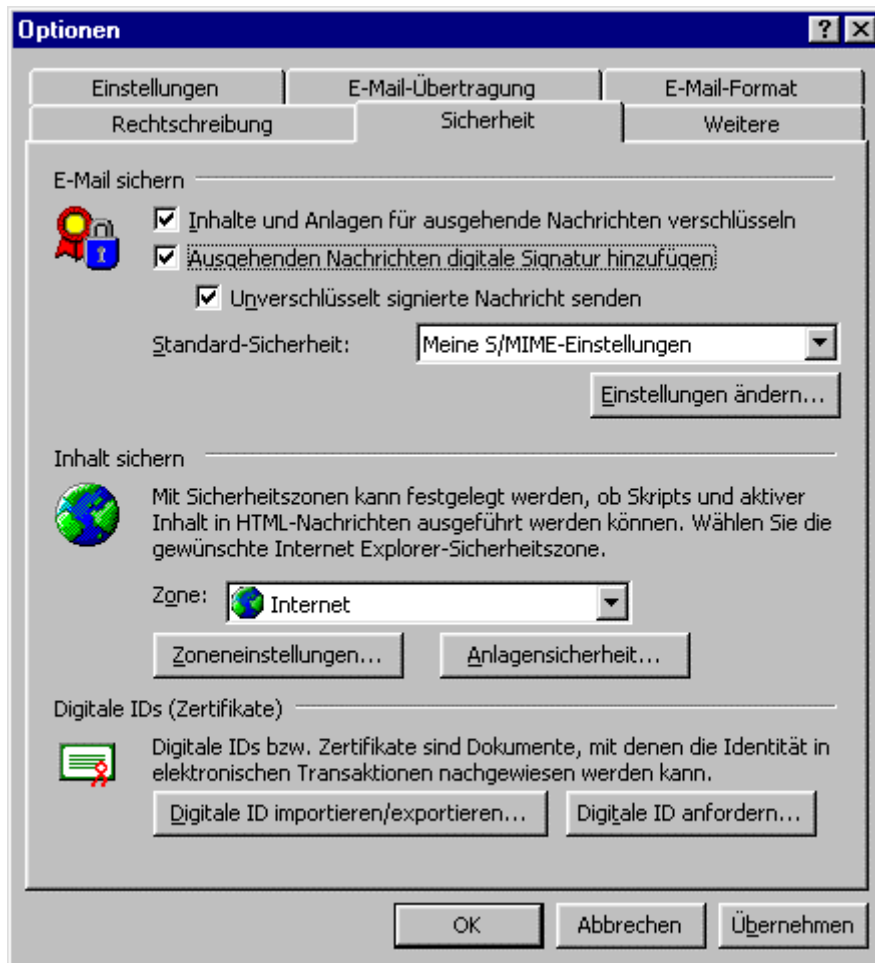 Optionen
Einstellungen
E-Mail-Übertragung
E-Mail-Format
Rechtschreibung
Sicherheit
Weitere
E-Mail sichern
Inhalte und Anlagen für ausgehende Nachrichten verschlüsseln
Ausgehenden Nachrichten digitale Signatur hinzufügen
Unverschlüsselt signierte Nachricht senden
Standard-Sicherheit:
Meine S/MIME-Einstellungen
Einstellungen ändern...
Inhalt sichern
Mit Sicherheitszonen kann festgelegt werden, ob Skripts und aktiver
Inhalt in HTML-Nachrichten ausgeführt werden können. Wählen Sie die
gewünschte Internet Explorer-Sicherheitszone.
Zone:
Internet
Zoneneinstellungen...
Anlagensicherheit...
Digitale IDs (Zertifikate)
Digitale IDs bzw. Zertifikate sind Dokumente, mit denen die Identität in
elektronischen Transaktionen nachgewiesen werden kann.
Digitale ID importieren/exportieren...
Digitale ID anfordern...
OK
Abbrechen
Übernehmen